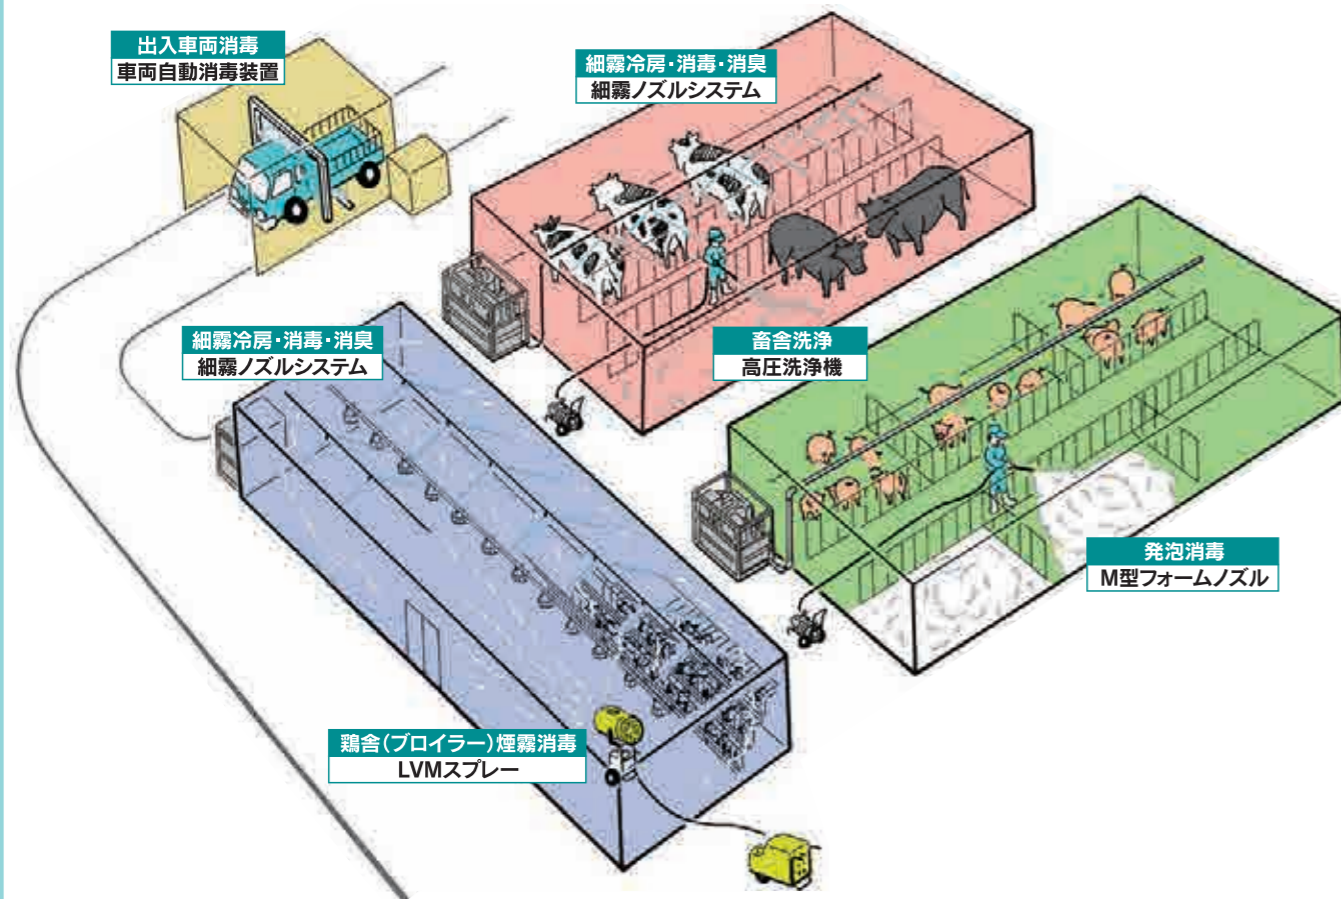 出入車両消毒
車両自動消毒装置
細霧冷房・消毒・消臭
細霧ノズルシステム
細霧冷房・消毒・消臭
細霧ノズルシステム
畜舎洗浄
高圧洗浄機
発泡消毒
M型フォームノズル
鶏舎(ブロイラー)煙霧消毒
LVMスプレー